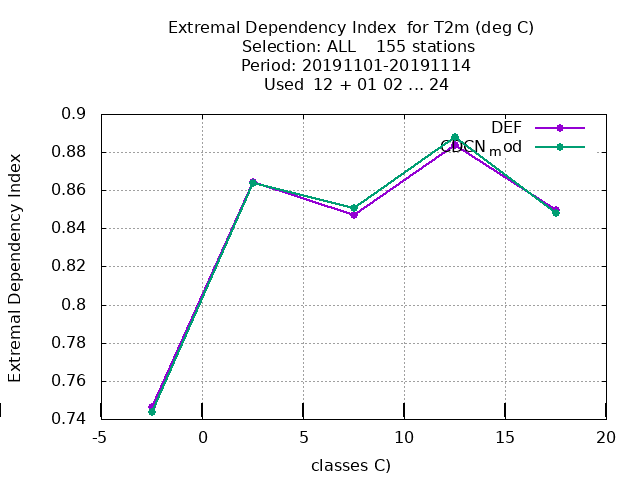 Extremal Dependency Index for T2m (deg C)
Selection: ALL 155 stations
Period: 20191101-20191114
Used 12 + 01 02 ... 24
Extremal Dependency Index
0.9
0.88
0.86
0.84
0.82
0.8
0.78
0.76
0.74
DEF
CDCN mod
-5 0 5 10 15 20
classes C)